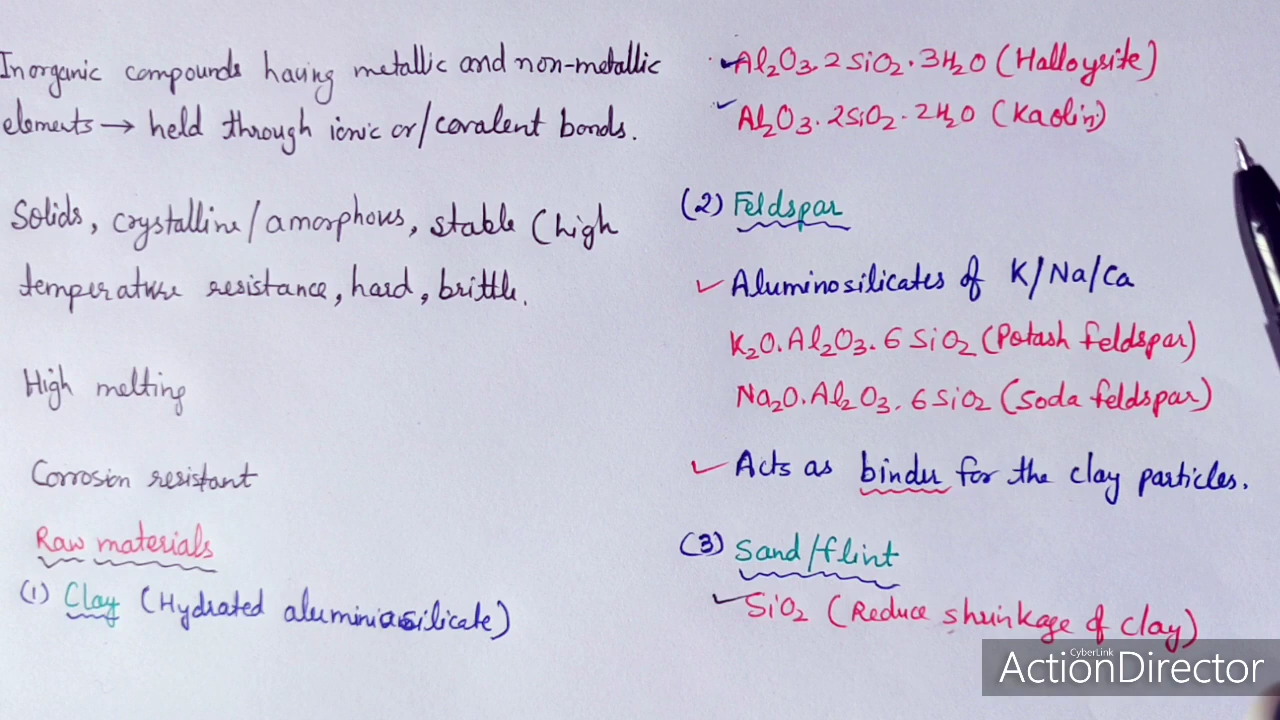 Inorganic compounds having metallic and non-metallic
elements → held through ionic or/covalent bonds.
Solids, crystalline/amorphous, stable (high
temperature resistance, hard, brittle.
High melting
Corrosion resistant
Raw materials
(1) Clay (Hydrated aluminiasilicate)
Al₂O₃.2SiO₂.3H₂O (Halloysite)
Al₂O₃.2SiO₂.2H₂O (Kaolin)
(2) Feldspar
Aluminosilicates of K/Na/Ca
K₂O.Al₂O₃.6SiO₂ (Potash feldspar)
Na₂O.Al₂O₃.6SiO₂ (Soda feldspar)
Acts as binder for the clay particles.
(3) Sand/flint
SiO₂ (Reduce shrinkage of clay)
CyberLink
ActionDirector